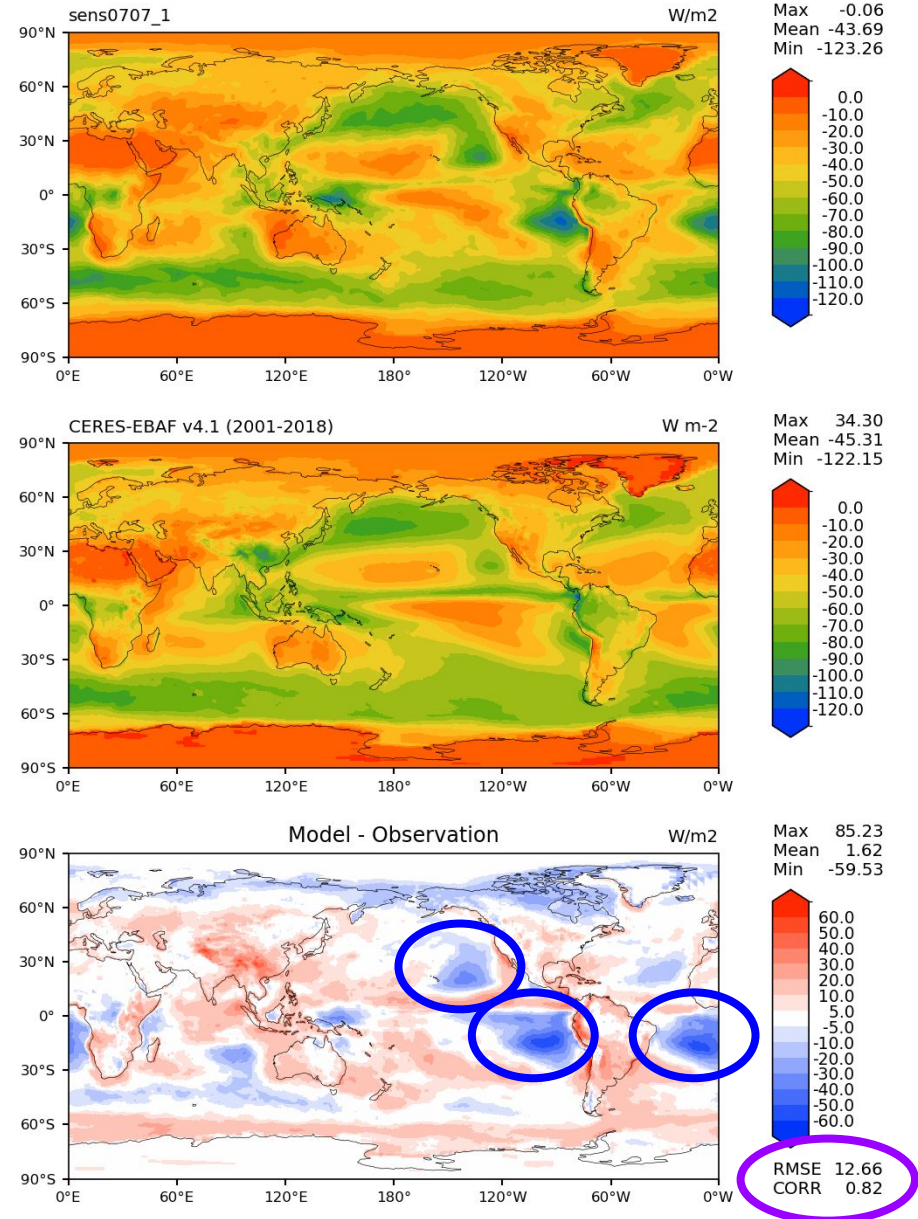 sens0707_1 W/m2
Max -0.06
Mean -43.69
Min -123.26
90°N
60°N
30°N
0°
30°S
60°S
90°S
0°E 60°E 120°E 180° 120°W 60°W 0°W
0.0
-10.0
-20.0
-30.0
-40.0
-50.0
-60.0
-70.0
-80.0
-90.0
-100.0
-110.0
-120.0
CERES-EBAF v4.1 (2001-2018) W m-2
Max 34.30
Mean -45.31
Min -122.15
90°N
60°N
30°N
0°
30°S
60°S
90°S
0°E 60°E 120°E 180° 120°W 60°W 0°W
0.0
-10.0
-20.0
-30.0
-40.0
-50.0
-60.0
-70.0
-80.0
-90.0
-100.0
-110.0
-120.0
Model - Observation W/m2
Max 85.23
Mean 1.62
Min -59.53
90°N
60°N
30°N
0°
30°S
60°S
90°S
0°E 60°E 120°E 180° 120°W 60°W 0°W
60.0
50.0
40.0
30.0
20.0
10.0
5.0
-5.0
-10.0
-20.0
-30.0
-40.0
-50.0
-60.0
RMSE 12.66
CORR 0.82